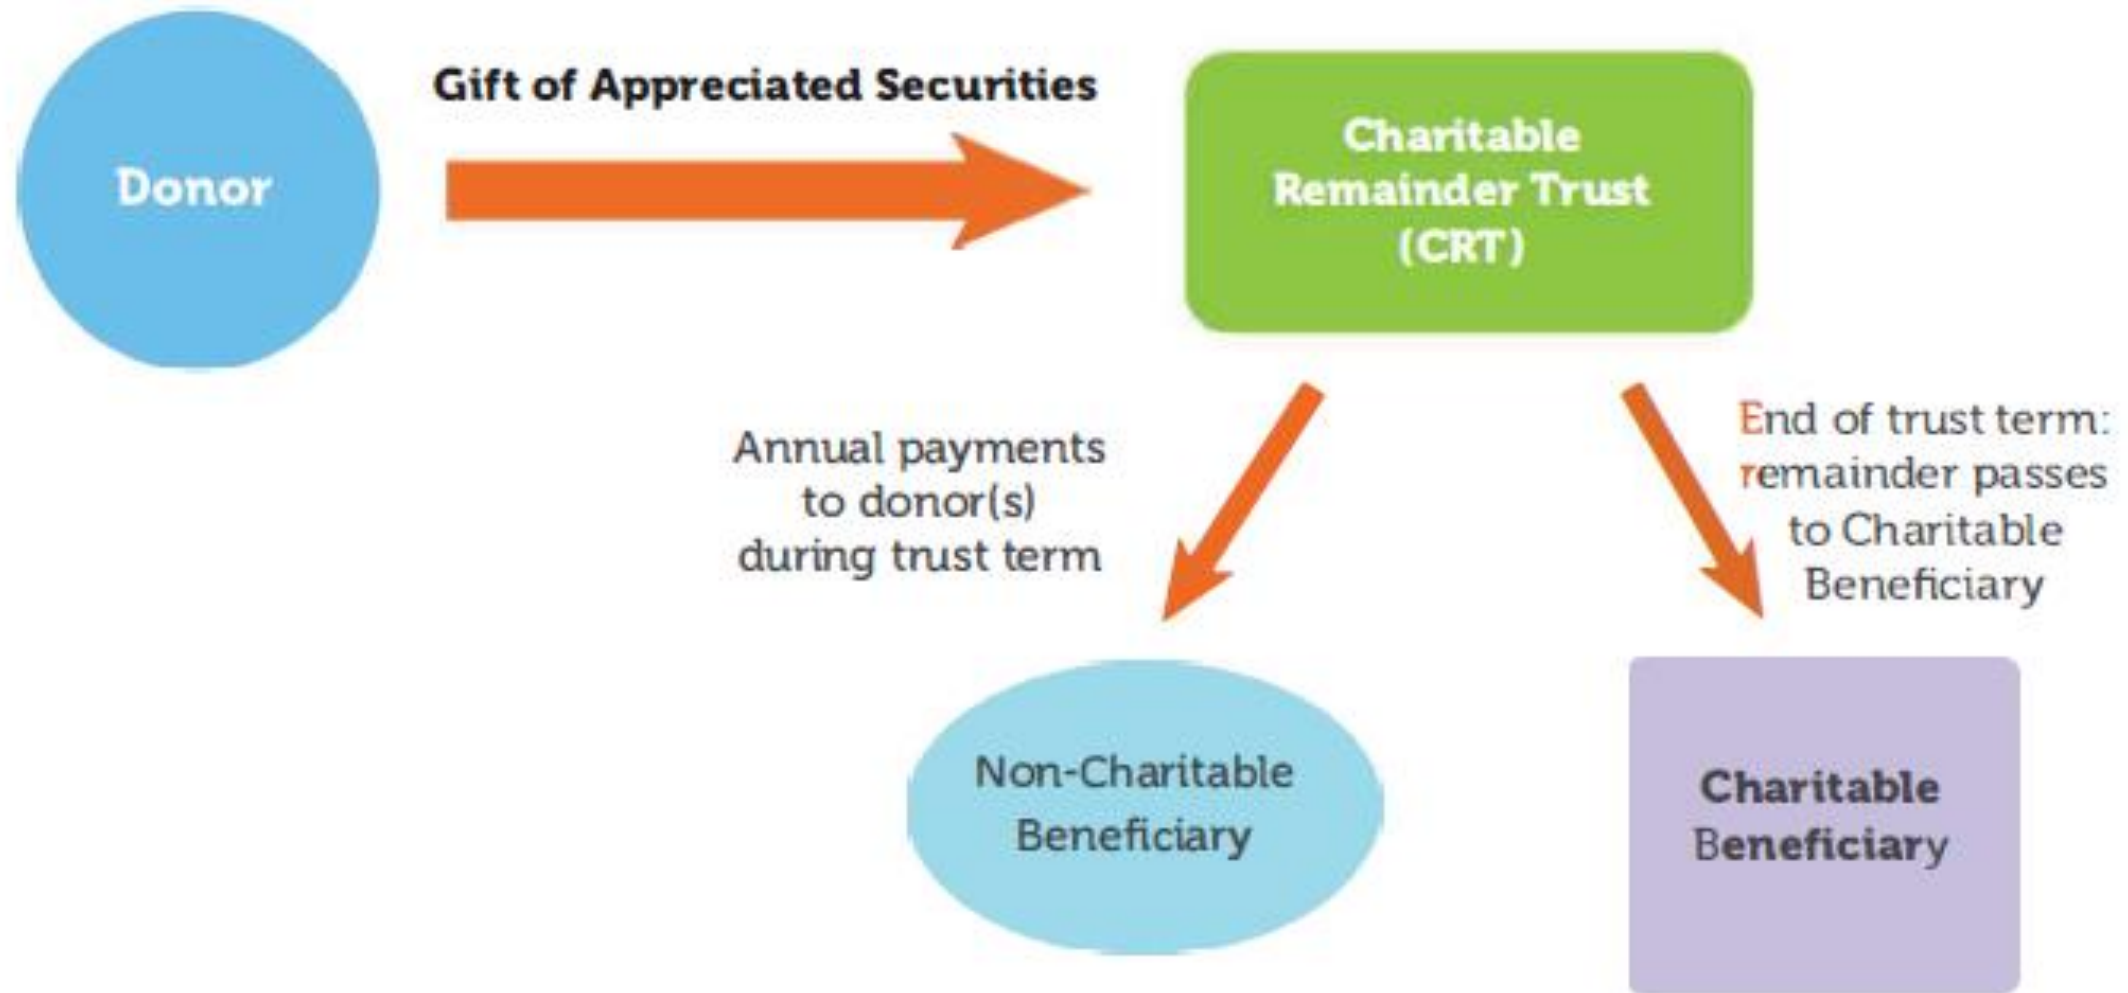 Donor
Gift of Appreciated Securities
Charitable
Remainder Trust
(CRT)
Annual payments
to donor(s)
during trust term
End of trust term:
remainder passes
to Charitable
Beneficiary
Non-Charitable
Beneficiary
Charitable
Beneficiary